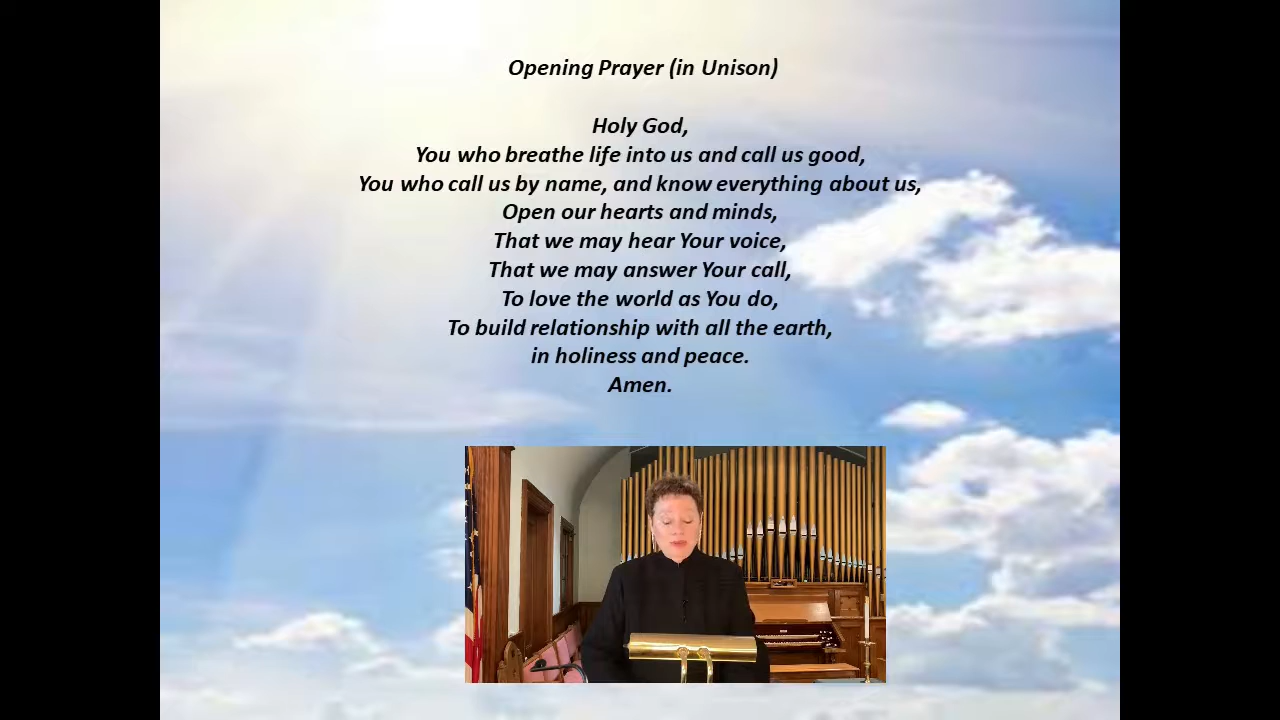 Opening Prayer (in Unison)
Holy God,
You who breathe life into us and call us good,
You who call us by name, and know everything about us,
Open our hearts and minds,
That we may hear Your voice,
That we may answer Your call,
To love the world as You do,
To build relationship with all the earth,
in holiness and peace.
Amen.